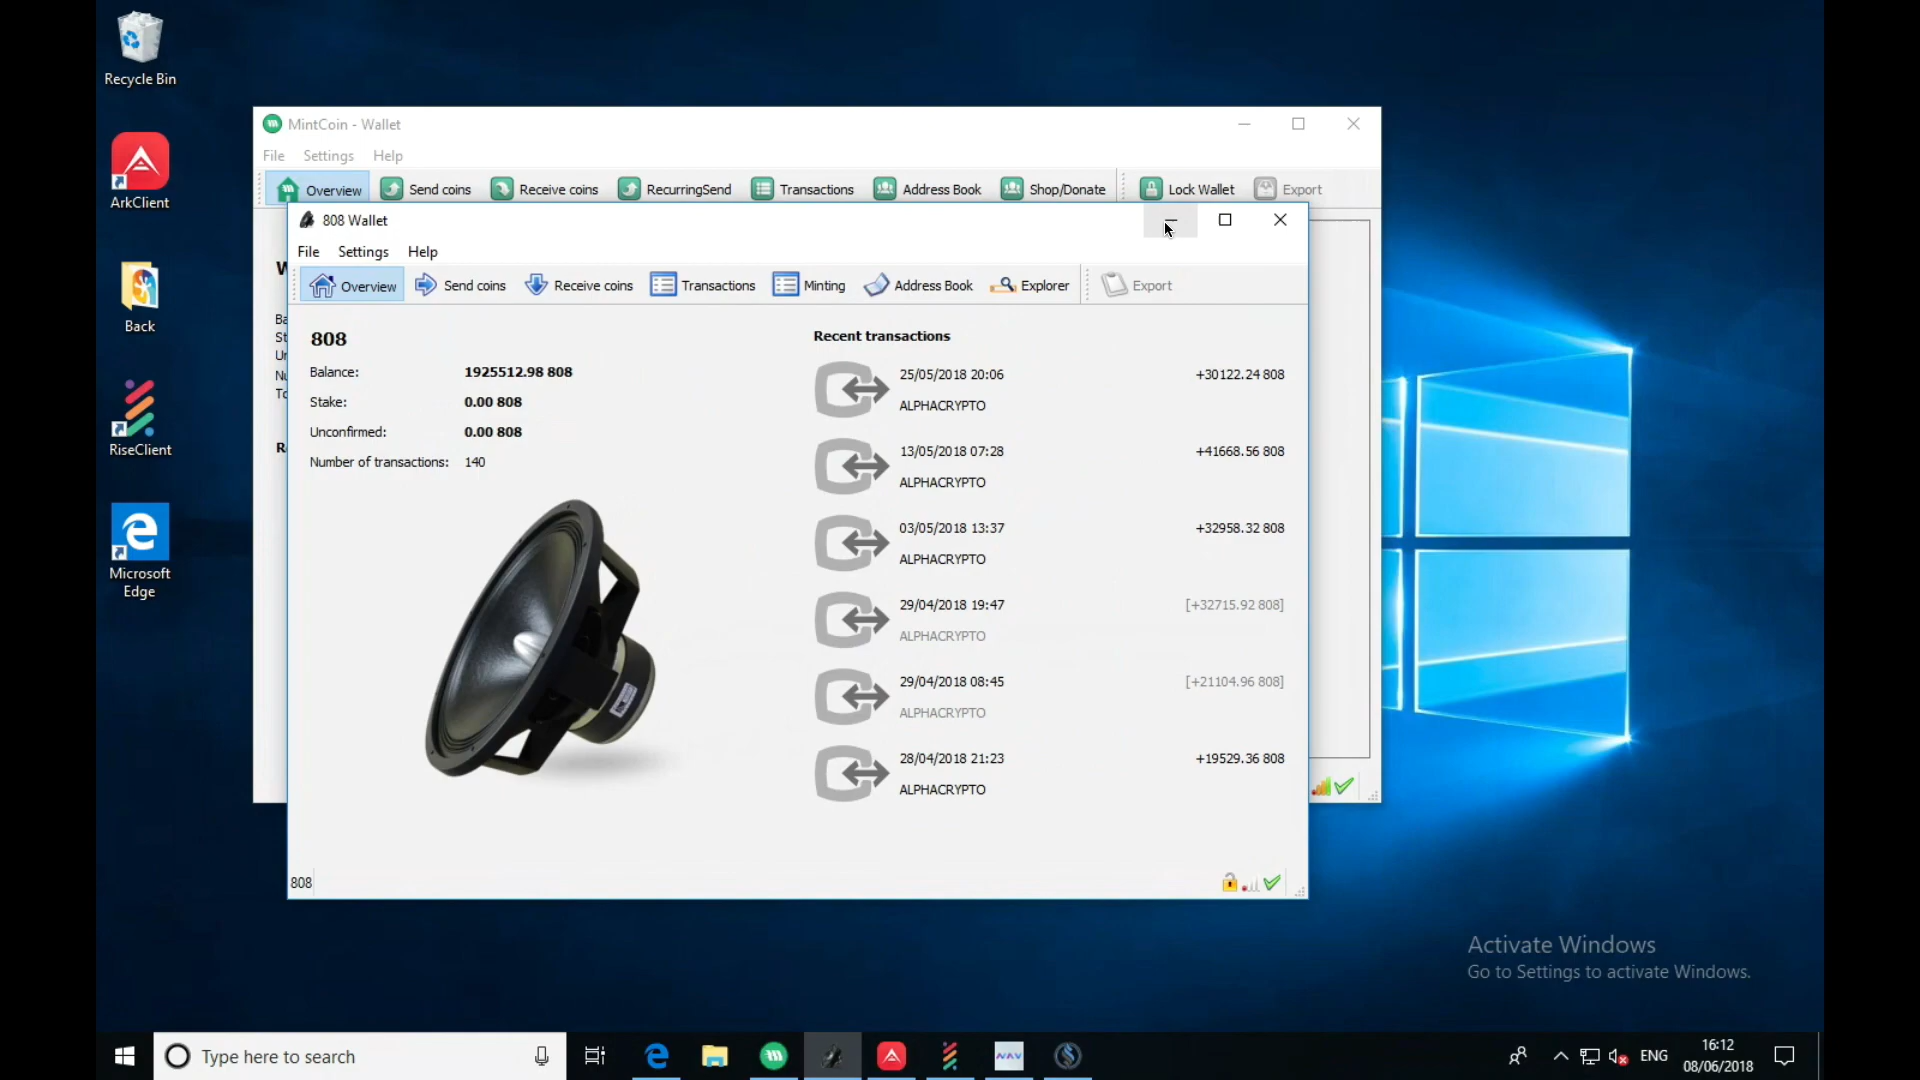 Recycle Bin
ArkClient
Back
RiseClient
Microsoft
Edge
MintCoin - Wallet
File Settings Help
Overview Send coins Receive coins RecurringSend Transactions Address Book Shop/Donate Lock Wallet Export
808 Wallet
File Settings Help
Overview Send coins Receive coins Transactions Minting Address Book Explorer Export
808
Balance: 1925512.98 808
Stake: 0.00 808
Unconfirmed: 0.00 808
Number of transactions: 140
Recent transactions
25/05/2018 20:06 +30122.24 808
ALPHACRYPTO
13/05/2018 07:28 +41668.56 808
ALPHACRYPTO
03/05/2018 13:37 +32958.32 808
ALPHACRYPTO
29/04/2018 19:47 [+32715.92 808]
ALPHACRYPTO
29/04/2018 08:45 [+21104.96 808]
ALPHACRYPTO
28/04/2018 21:23 +19529.36 808
ALPHACRYPTO
808
Activate Windows
Go to Settings to activate Windows.
Type here to search
NAV
ENG
16:12
08/06/2018